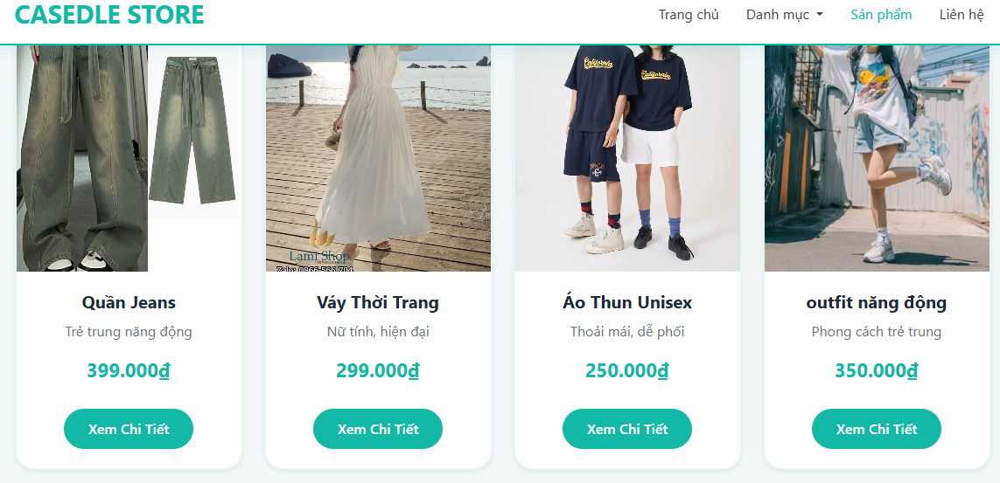 CASEDLE STORE
Trang chủ
Danh mục
Sản phẩm
Liên hệ
California
California
Lami Shop
Zalo: 0866.566.704
Quần Jeans
Trẻ trung năng động
399.000₫
Xem Chi Tiết
Váy Thời Trang
Nữ tính, hiện đại
299.000₫
Xem Chi Tiết
Áo Thun Unisex
Thoải mái, dễ phối
250.000₫
Xem Chi Tiết
outfit năng động
Phong cách trẻ trung
350.000₫
Xem Chi Tiết